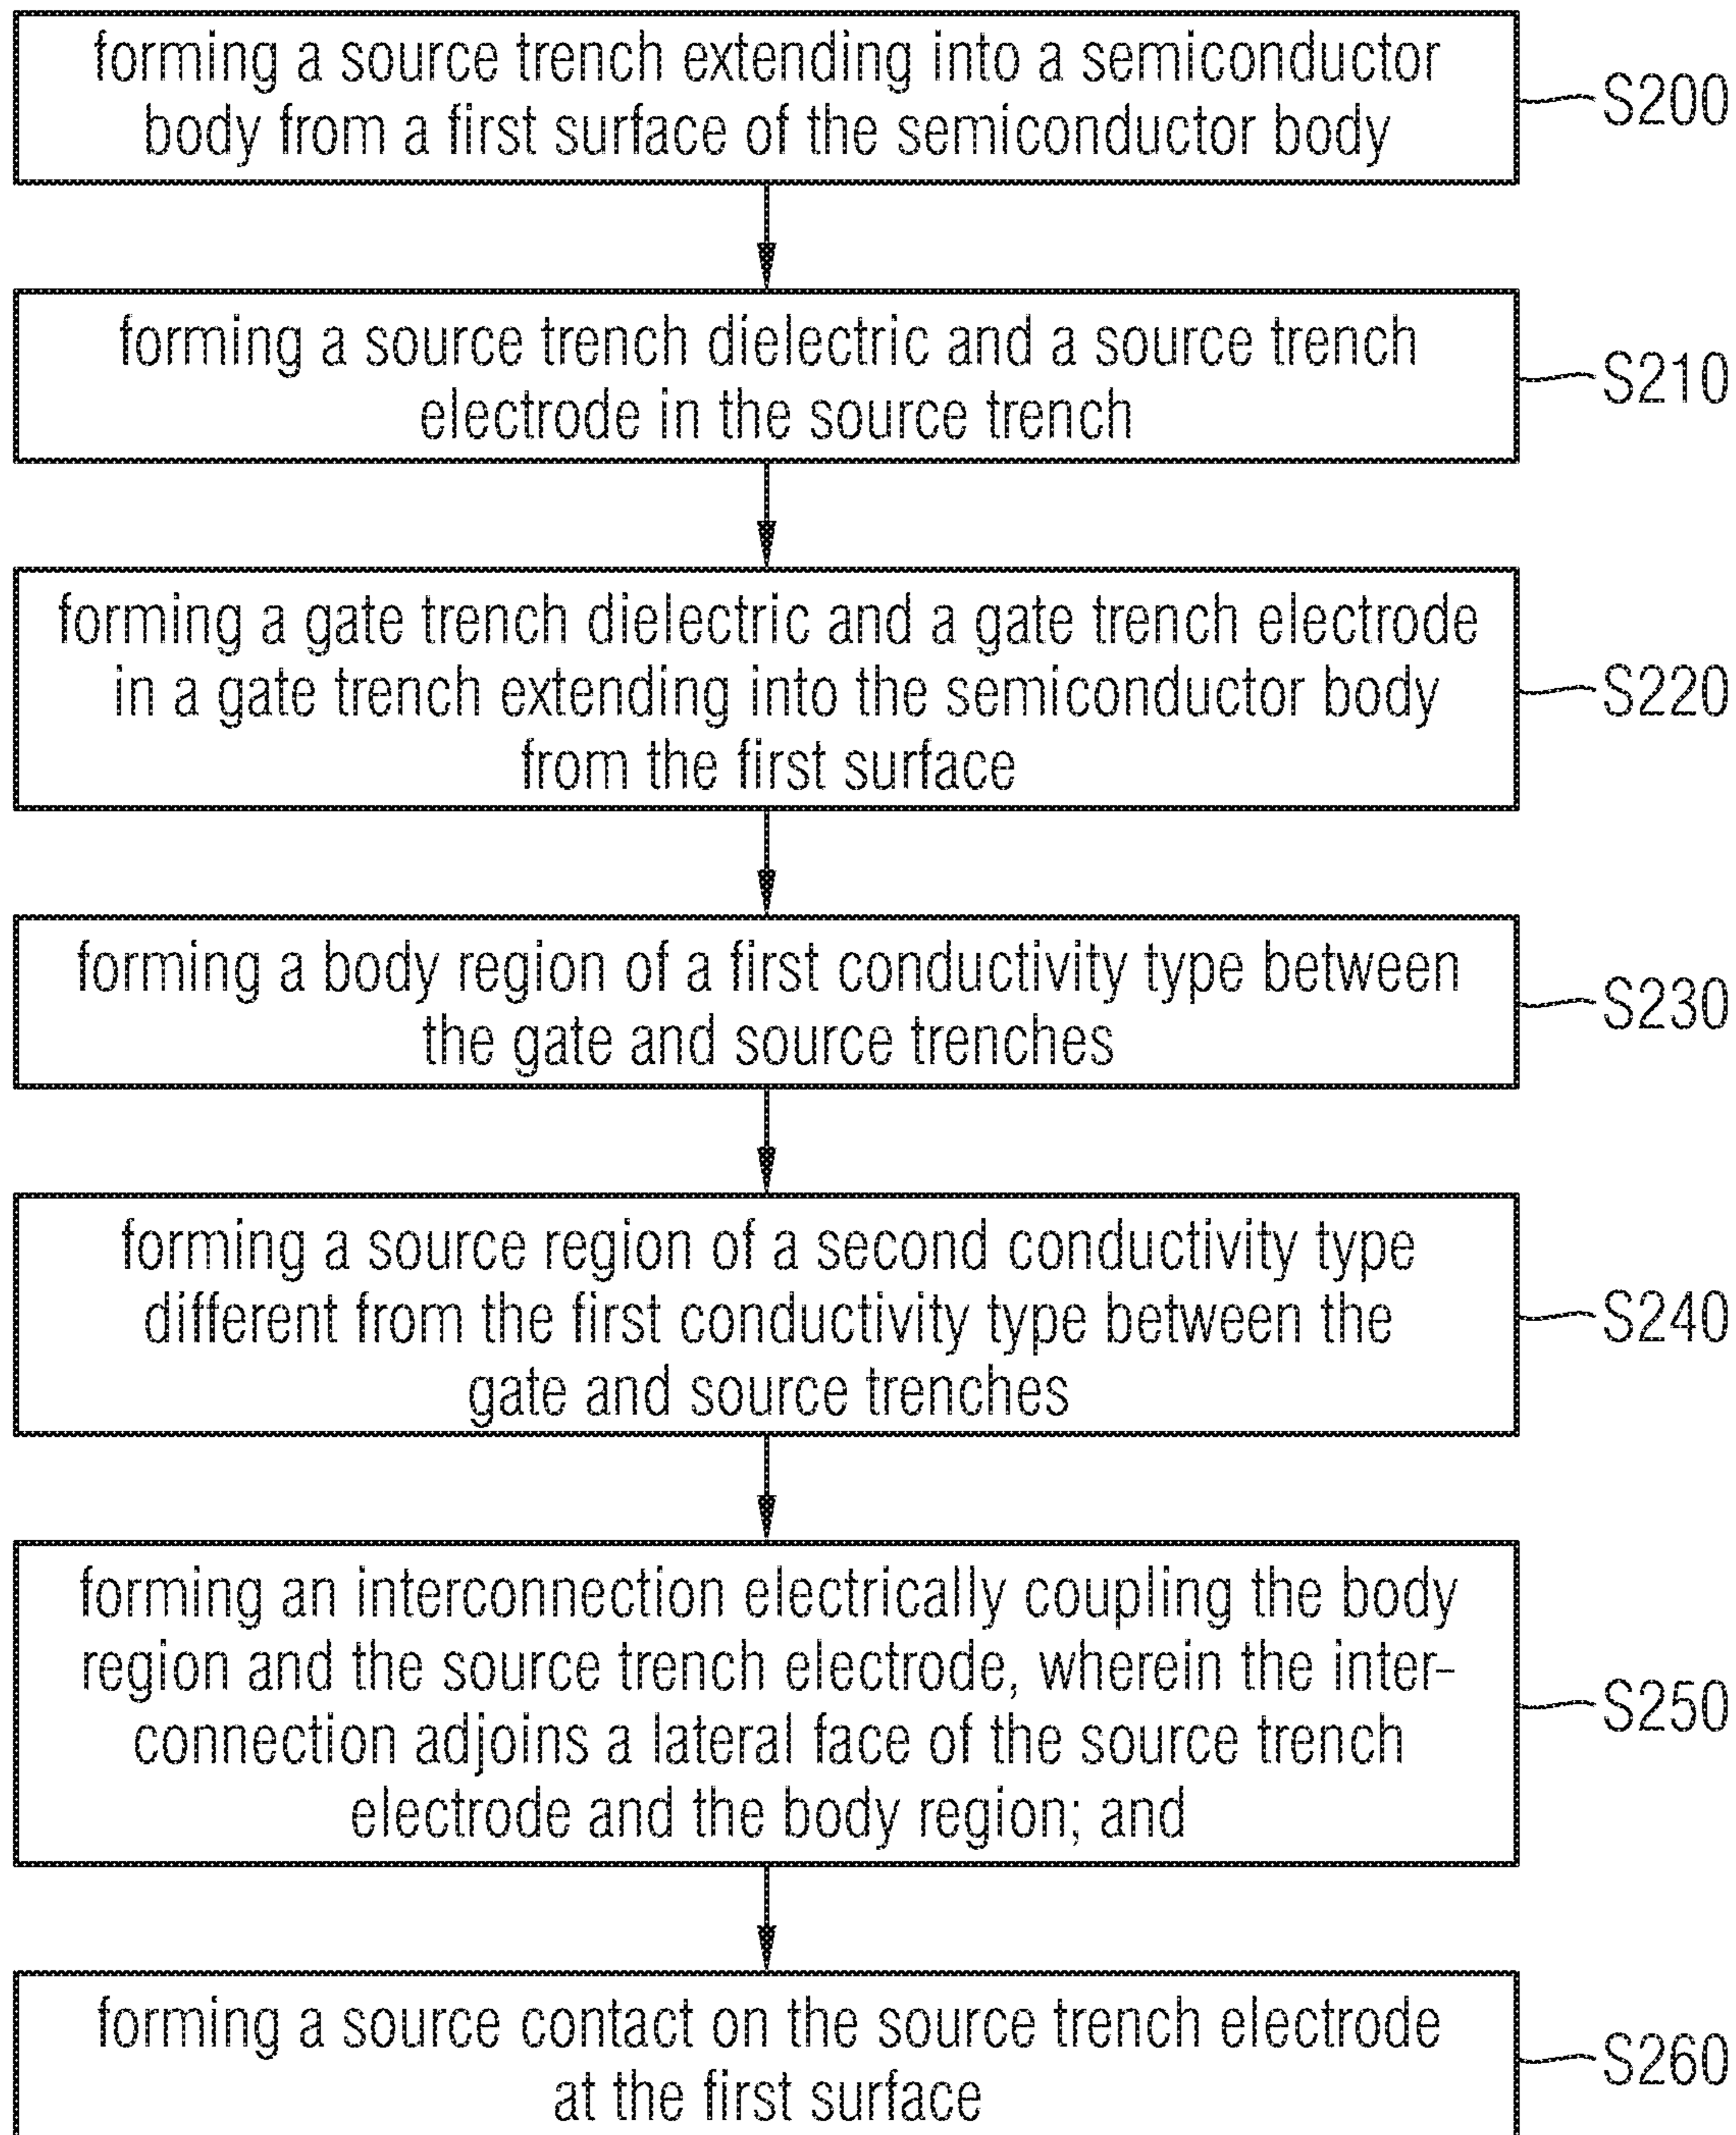 forming a source trench extending into a semiconductor
body from a first surface of the semiconductor body
S200
forming a source trench dielectric and a source trench
electrode in the source trench
S210
forming a gate trench dielectric and a gate trench electrode
in a gate trench extending into the semiconductor body
from the first surface
S220
forming a body region of a first conductivity type between
the gate and source trenches
S230
forming a source region of a second conductivity type
different from the first conductivity type between the
gate and source trenches
S240
forming an interconnection electrically coupling the body
region and the source trench electrode, wherein the inter-
connection adjoins a lateral face of the source trench
electrode and the body region; and
S250
forming a source contact on the source trench electrode
at the first surface
S260